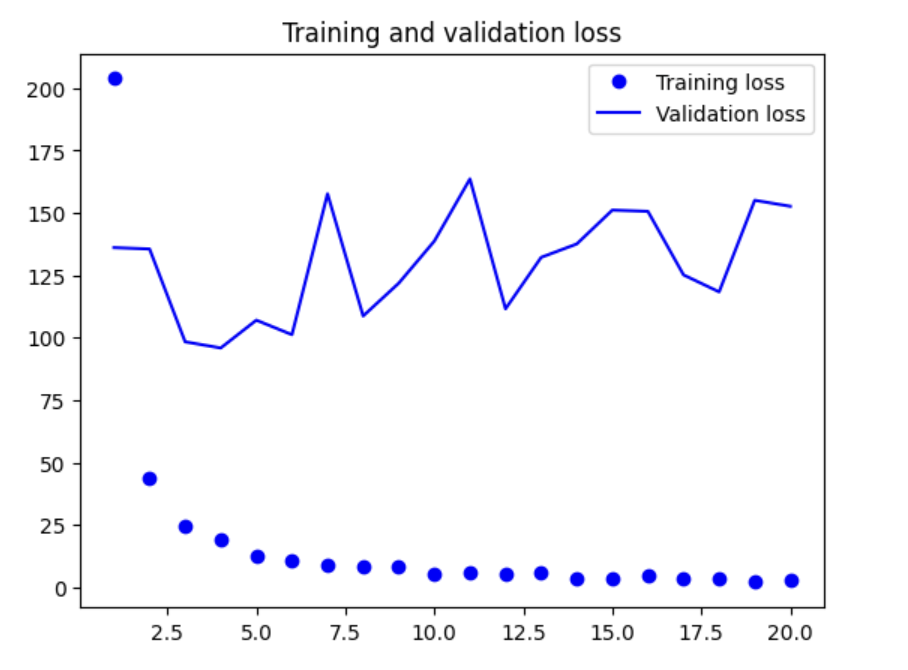 Training and validation loss
Training loss
Validation loss
200
175
150
125
100
75
50
25
0
2.5 5.0 7.5 10.0 12.5 15.0 17.5 20.0